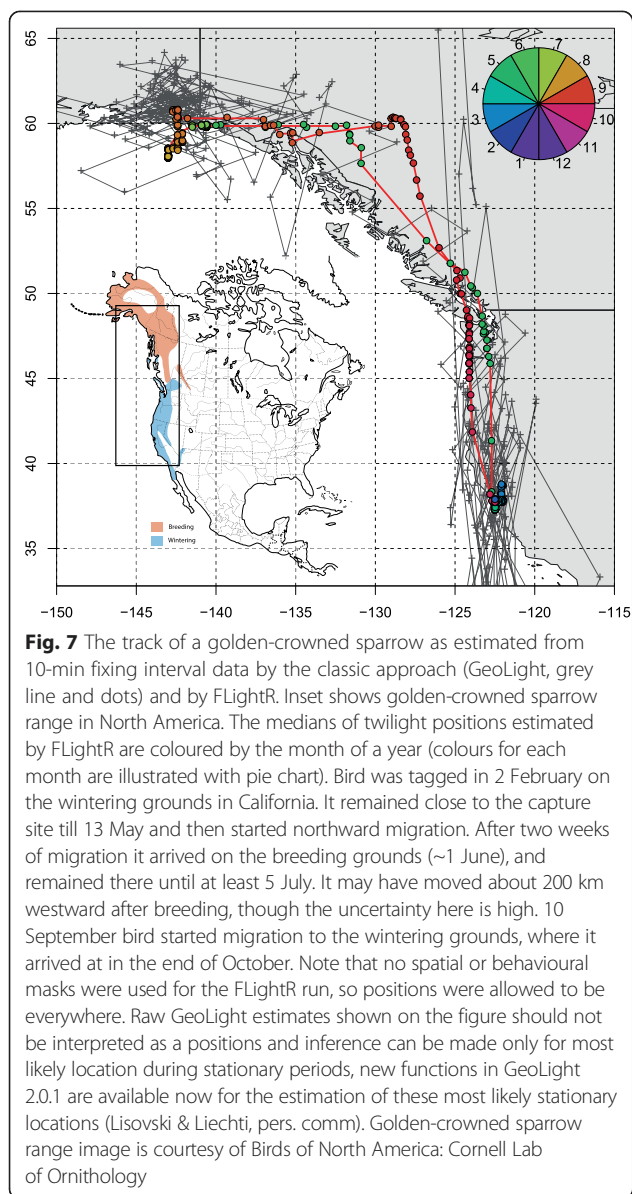 65
60
55
50
45
40
35
5
6
7
8
4
9
3
10
2
11
1
12
Breeding
Wintering
−150
−145
−140
−135
−130
−125
−120
−115
Fig. 7 The track of a golden-crowned sparrow as estimated from
10-min fixing interval data by the classic approach (GeoLight, grey
line and dots) and by FLightR. Inset shows golden-crowned sparrow
range in North America. The medians of twilight positions estimated
by FLightR are coloured by the month of a year (colours for each
month are illustrated with pie chart). Bird was tagged in 2 February on
the wintering grounds in California. It remained close to the capture
site till 13 May and then started northward migration. After two weeks
of migration it arrived on the breeding grounds (~1 June), and
remained there until at least 5 July. It may have moved about 200 km
westward after breeding, though the uncertainty here is high. 10
September bird started migration to the wintering grounds, where it
arrived at in the end of October. Note that no spatial or behavioural
masks were used for the FLightR run, so positions were allowed to be
everywhere. Raw GeoLight estimates shown on the figure should not
be interpreted as a positions and inference can be made only for most
likely location during stationary periods, new functions in GeoLight
2.0.1 are available now for the estimation of these most likely stationary
locations (Lisovski & Liechti, pers. comm). Golden-crowned sparrow
range image is courtesy of Birds of North America: Cornell Lab
of Ornithology